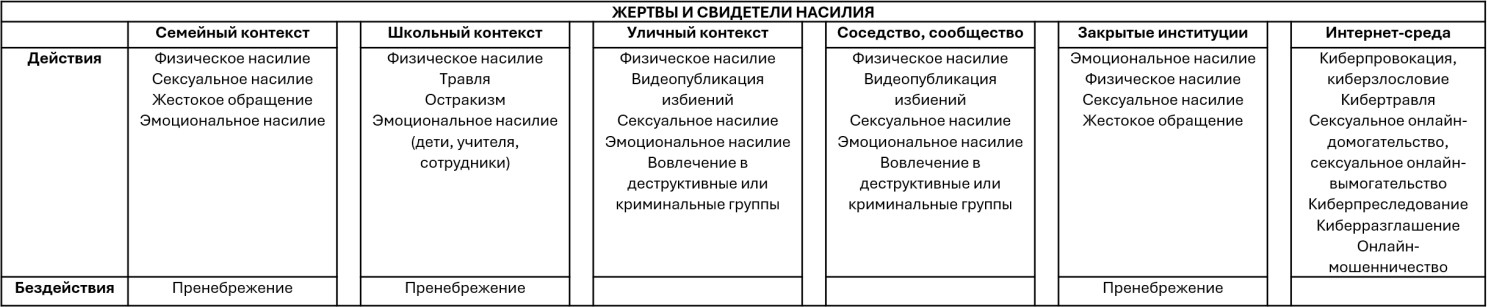 ЖЕРТВЫ И СВИДЕТЕЛИ НАСИЛИЯ
Семейный контекст
Школьный контекст
Уличный контекст
Соседство, сообщество
Закрытые институции
Интернет-среда
Действия
Физическое насилие
Сексуальное насилие
Жестокое обращение
Эмоциональное насилие
Физическое насилие
Травля
Остракизм
Эмоциональное насилие
(дети, учителя,
сотрудники)
Физическое насилие
Видеопубликация
избиений
Сексуальное насилие
Эмоциональное насилие
Вовлечение в
деструктивные или
криминальные группы
Физическое насилие
Видеопубликация
избиений
Сексуальное насилие
Эмоциональное насилие
Вовлечение в
деструктивные или
криминальные группы
Эмоциональное насилие
Физическое насилие
Сексуальное насилие
Жестокое обращение
Киберпровокация,
киберзлословие
Кибертравля
Сексуальное онлайн-
домогательство,
сексуальное онлайн-
вымогательство
Киберпреследование
Киберразглашение
Онлайн-
мошенничество
Бездействия
Пренебрежение
Пренебрежение
Пренебрежение